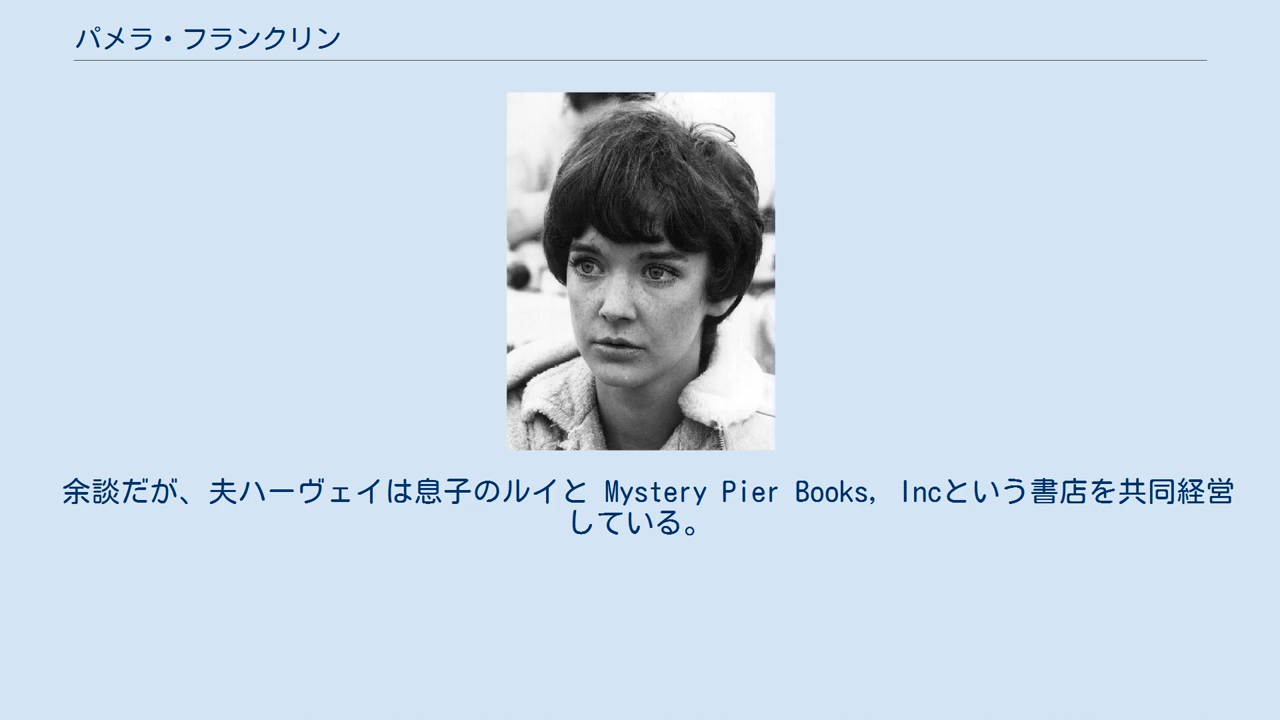 パメラ・フランクリン
余談だが、夫ハーヴェイは息子のルイと Mystery Pier Books, Incという書店を共同経営
している。